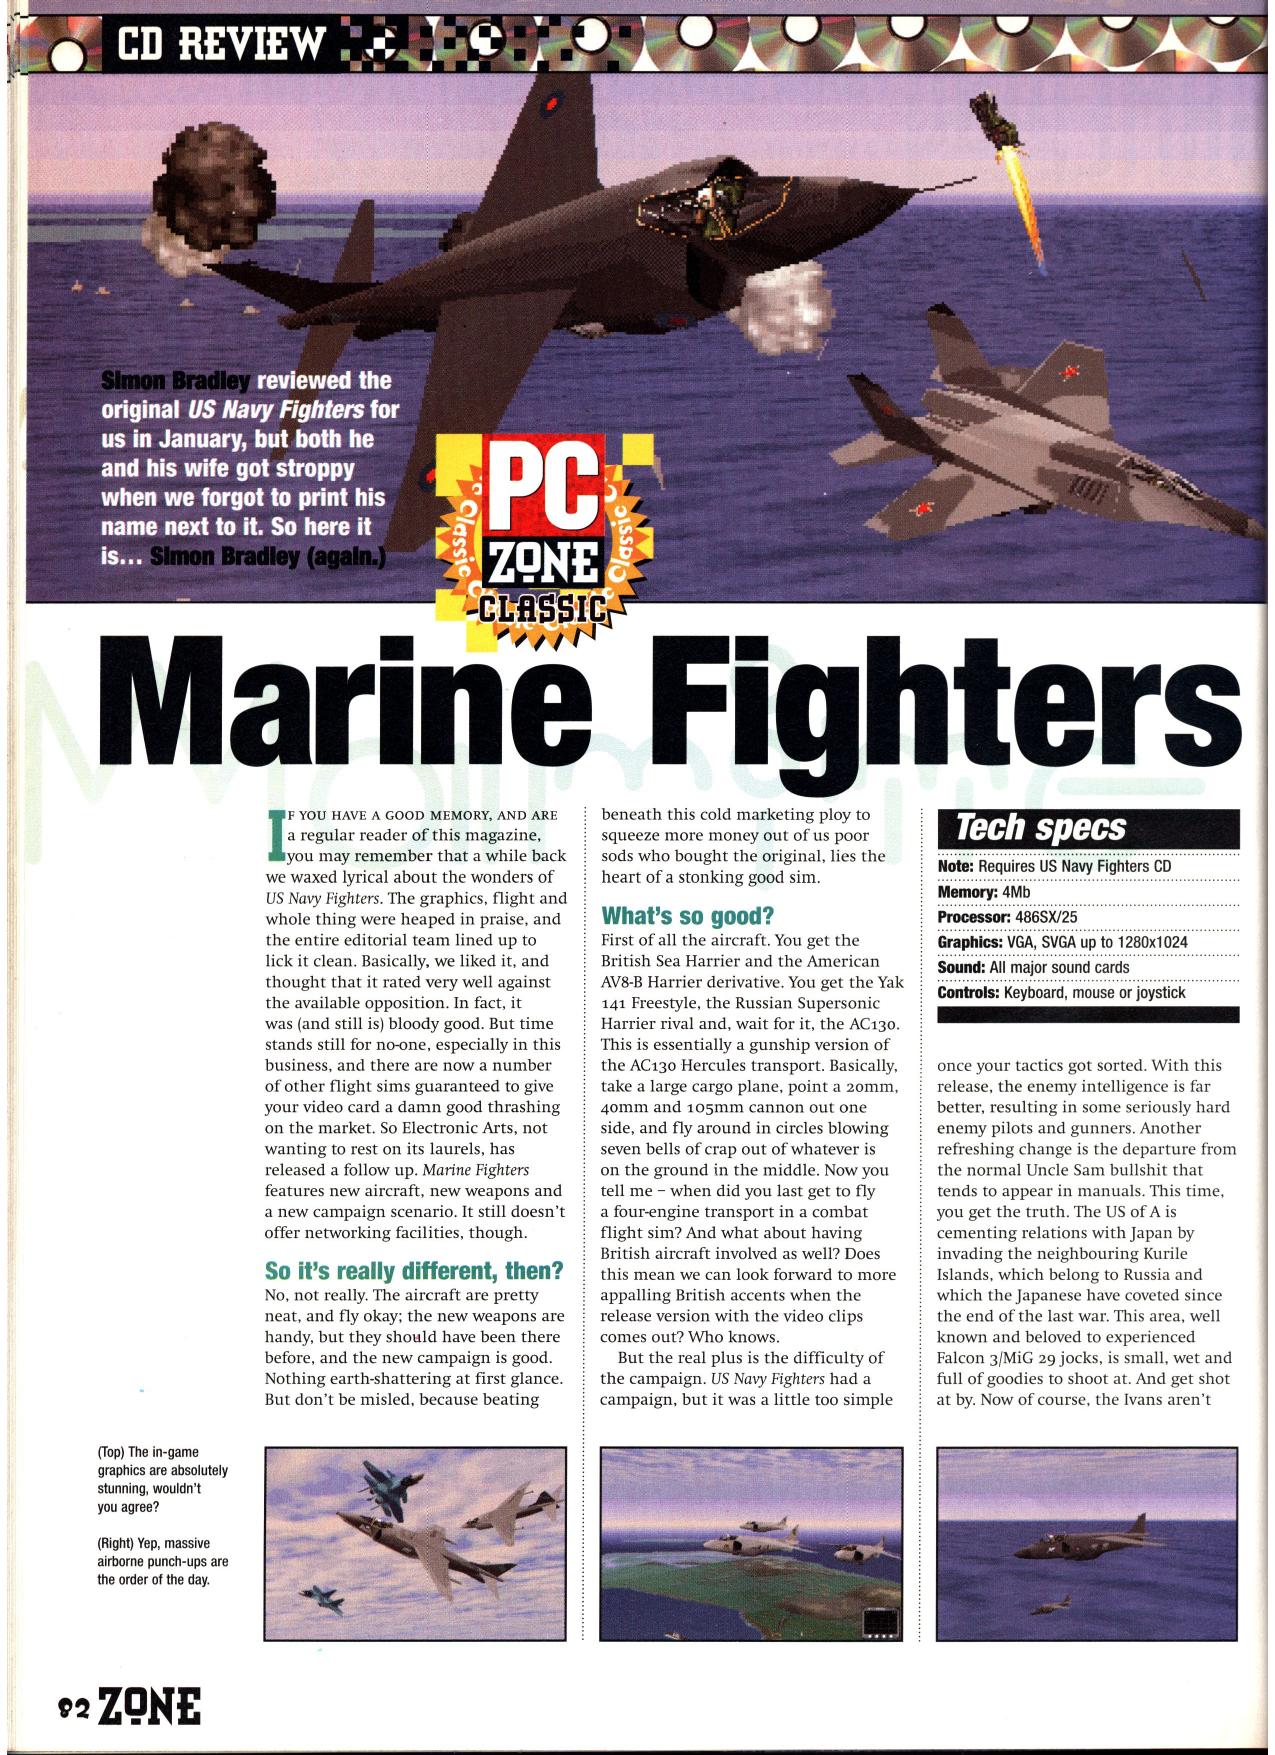 CD REVIEW
Simon Bradley reviewed the
original US Navy Fighters for
us in January, but both he
and his wife got stroppy
when we forgot to print his
name next to it. So here it
is... Simon Bradley (again.)
PC
ZONE
CLASSIC
Classic
Classic
Marine Fighters
IF YOU HAVE A GOOD MEMORY, AND ARE
a regular reader of this magazine,
you may remember that a while back
we waxed lyrical about the wonders of
US Navy Fighters. The graphics, flight and
whole thing were heaped in praise, and
the entire editorial team lined up to
lick it clean. Basically, we liked it, and
thought that it rated very well against
the available opposition. In fact, it
was (and still is) bloody good. But time
stands still for no-one, especially in this
business, and there are now a number
of other flight sims guaranteed to give
your video card a damn good thrashing
on the market. So Electronic Arts, not
wanting to rest on its laurels, has
released a follow up. Marine Fighters
features new aircraft, new weapons and
a new campaign scenario. It still doesn't
offer networking facilities, though.
So it's really different, then?
No, not really. The aircraft are pretty
neat, and fly okay; the new weapons are
handy, but they should have been there
before, and the new campaign is good.
Nothing earth-shattering at first glance.
But don't be misled, because beating
beneath this cold marketing ploy to
squeeze more money out of us poor
sods who bought the original, lies the
heart of a stonking good sim.
What's so good?
First of all the aircraft. You get the
British Sea Harrier and the American
AV8-B Harrier derivative. You get the Yak
141 Freestyle, the Russian Supersonic
Harrier rival and, wait for it, the AC130.
This is essentially a gunship version of
the AC130 Hercules transport. Basically,
take a large cargo plane, point a 20mm,
40mm and 105mm cannon out one
side, and fly around in circles blowing
seven bells of crap out of whatever is
on the ground in the middle. Now you
tell me – when did you last get to fly
a four-engine transport in a combat
flight sim? And what about having
British aircraft involved as well? Does
this mean we can look forward to more
appalling British accents when the
release version with the video clips
comes out? Who knows.
But the real plus is the difficulty of
the campaign. US Navy Fighters had a
campaign, but it was a little too simple
Tech specs
Note: Requires US Navy Fighters CD
Memory: 4Mb
Processor: 486SX/25
Graphics: VGA, SVGA up to 1280x1024
Sound: All major sound cards
Controls: Keyboard, mouse or joystick
once your tactics got sorted. With this
release, the enemy intelligence is far
better, resulting in some seriously hard
enemy pilots and gunners. Another
refreshing change is the departure from
the normal Uncle Sam bullshit that
tends to appear in manuals. This time,
you get the truth. The US of A is
cementing relations with Japan by
invading the neighbouring Kurile
Islands, which belong to Russia and
which the Japanese have coveted since
the end of the last war. This area, well
known and beloved to experienced
Falcon 3/MiG 29 jocks, is small, wet and
full of goodies to shoot at. And get shot
at by. Now of course, the Ivans aren't
(Top) The in-game
graphics are absolutely
stunning, wouldn't
you agree?
(Right) Yep, massive
airborne punch-ups are
the order of the day.
82 ZONE